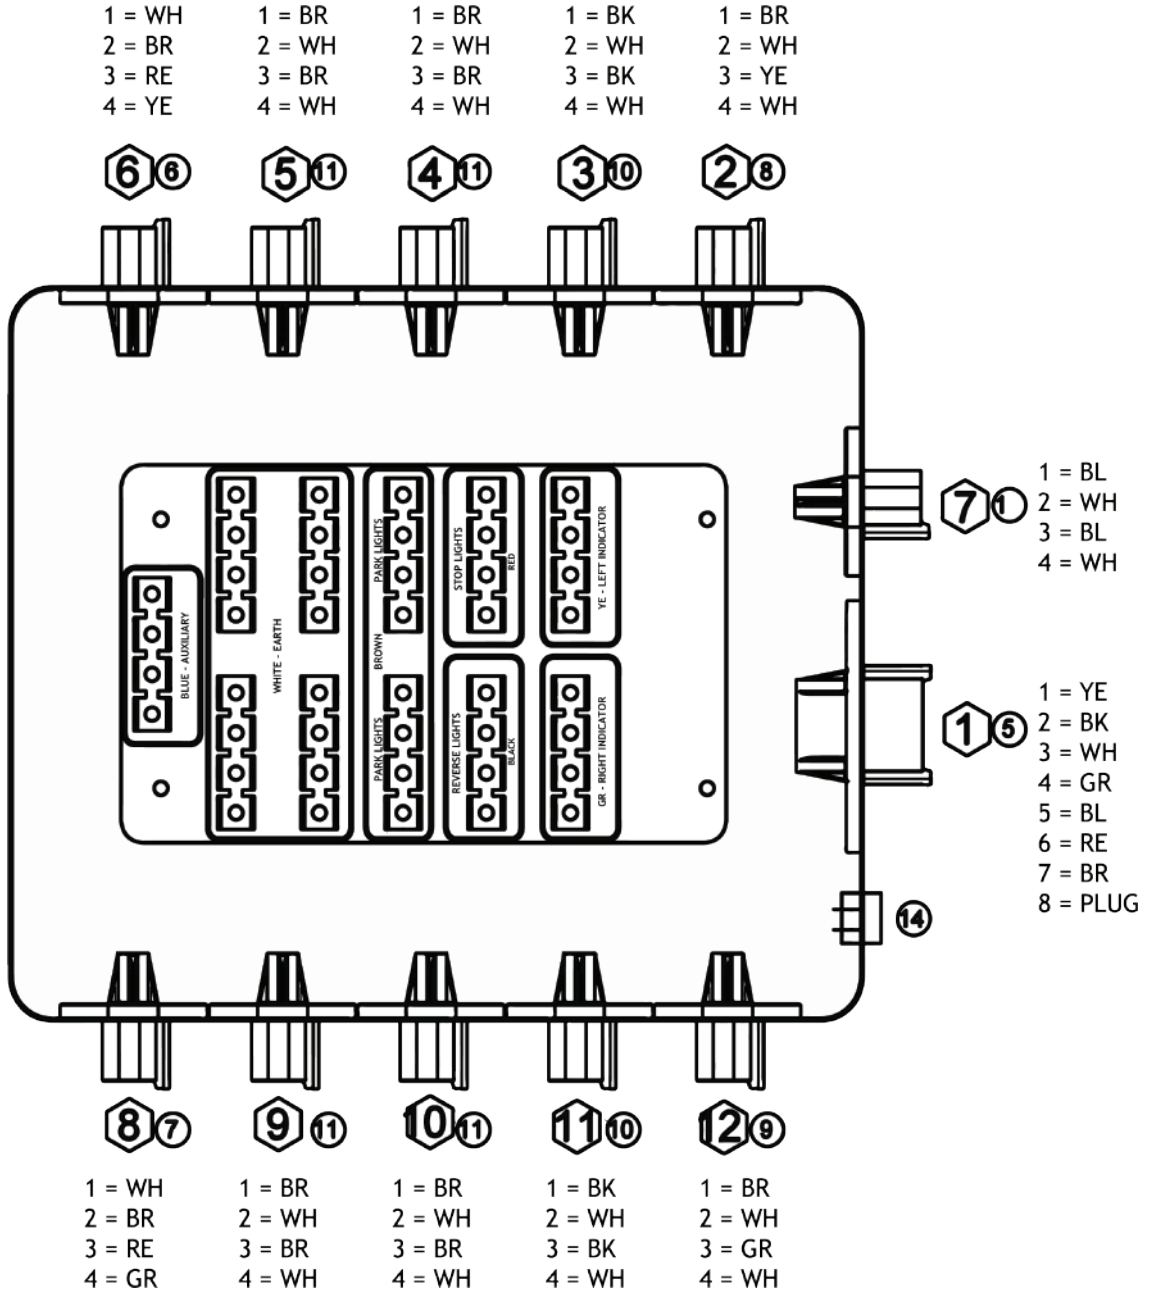 1 = WH
2 = BR
3 = RE
4 = YE
1 = BR
2 = WH
3 = BR
4 = WH
1 = BR
2 = WH
3 = BR
4 = WH
1 = BK
2 = WH
3 = BK
4 = WH
1 = BR
2 = WH
3 = YE
4 = WH
6 6
5 11
4 11
3 10
2 8
BLUE - AUXILIARY
WHITE - EARTH
PARK LIGHTS
BROWN
PARK LIGHTS
STOP LIGHTS
RED
REVERSE LIGHTS
BLACK
YE - LEFT INDICATOR
GR - RIGHT INDICATOR
7 1
1 = BL
2 = WH
3 = BL
4 = WH
1 5
1 = YE
2 = BK
3 = WH
4 = GR
5 = BL
6 = RE
7 = BR
8 = PLUG
14
8 7
9 11
10 11
11 10
12 9
1 = WH
2 = BR
3 = RE
4 = GR
1 = BR
2 = WH
3 = BR
4 = WH
1 = BR
2 = WH
3 = BR
4 = WH
1 = BK
2 = WH
3 = BK
4 = WH
1 = BR
2 = WH
3 = GR
4 = WH